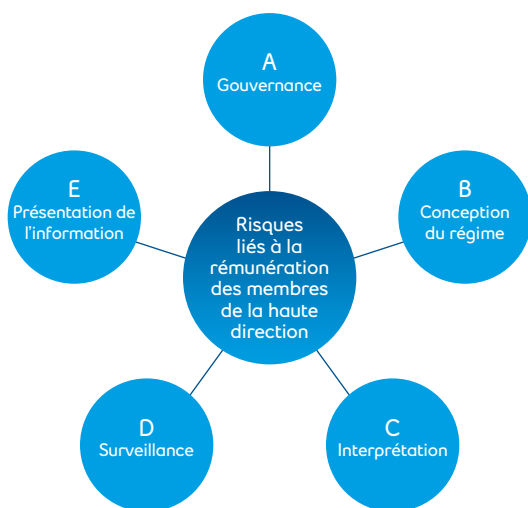 A
Gouvernance
B
Conception
du régime
C
Interprétation
D
Surveillance
E
Présentation de
l'information
Risques
liés à la
rémunération
des membres
de la haute
direction